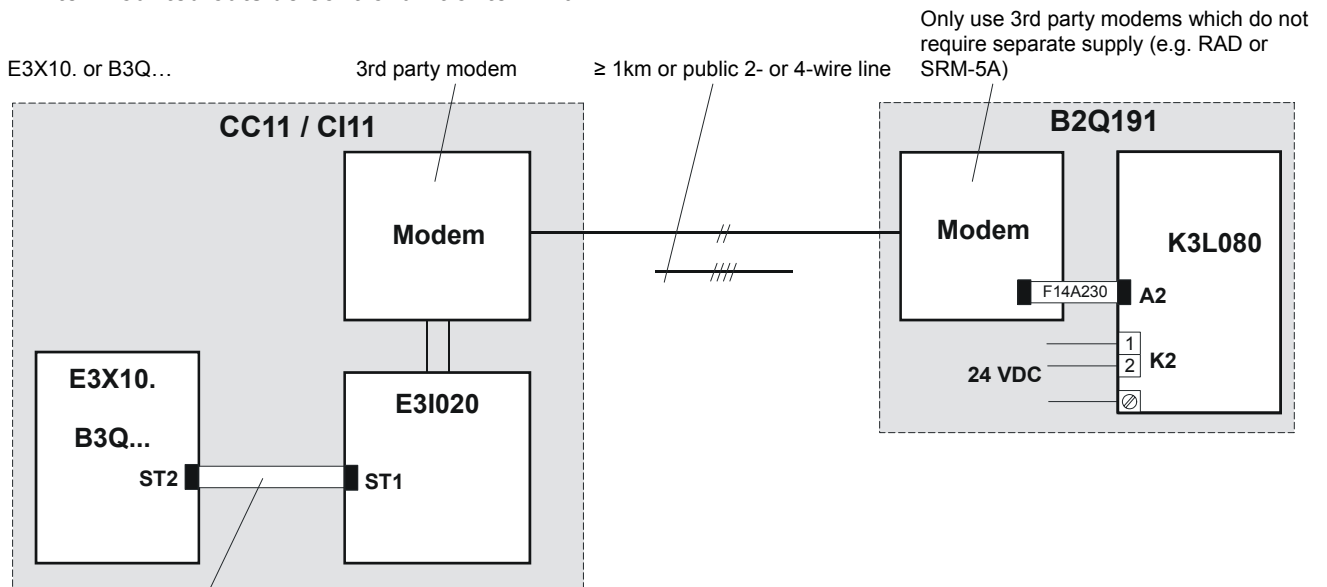 Only use 3rd party modems which do not
require separate supply (e.g. RAD or
SRM-5A)
E3X10. or B3Q…
3rd party modem
≥ 1km or public 2- or 4-wire line
CC11 / CI11
B2Q191
Modem
Modem
K3L080
F14A230
A2
1
2
K2
24 VDC
E3X10.
B3Q...
E3I020
ST2
ST1